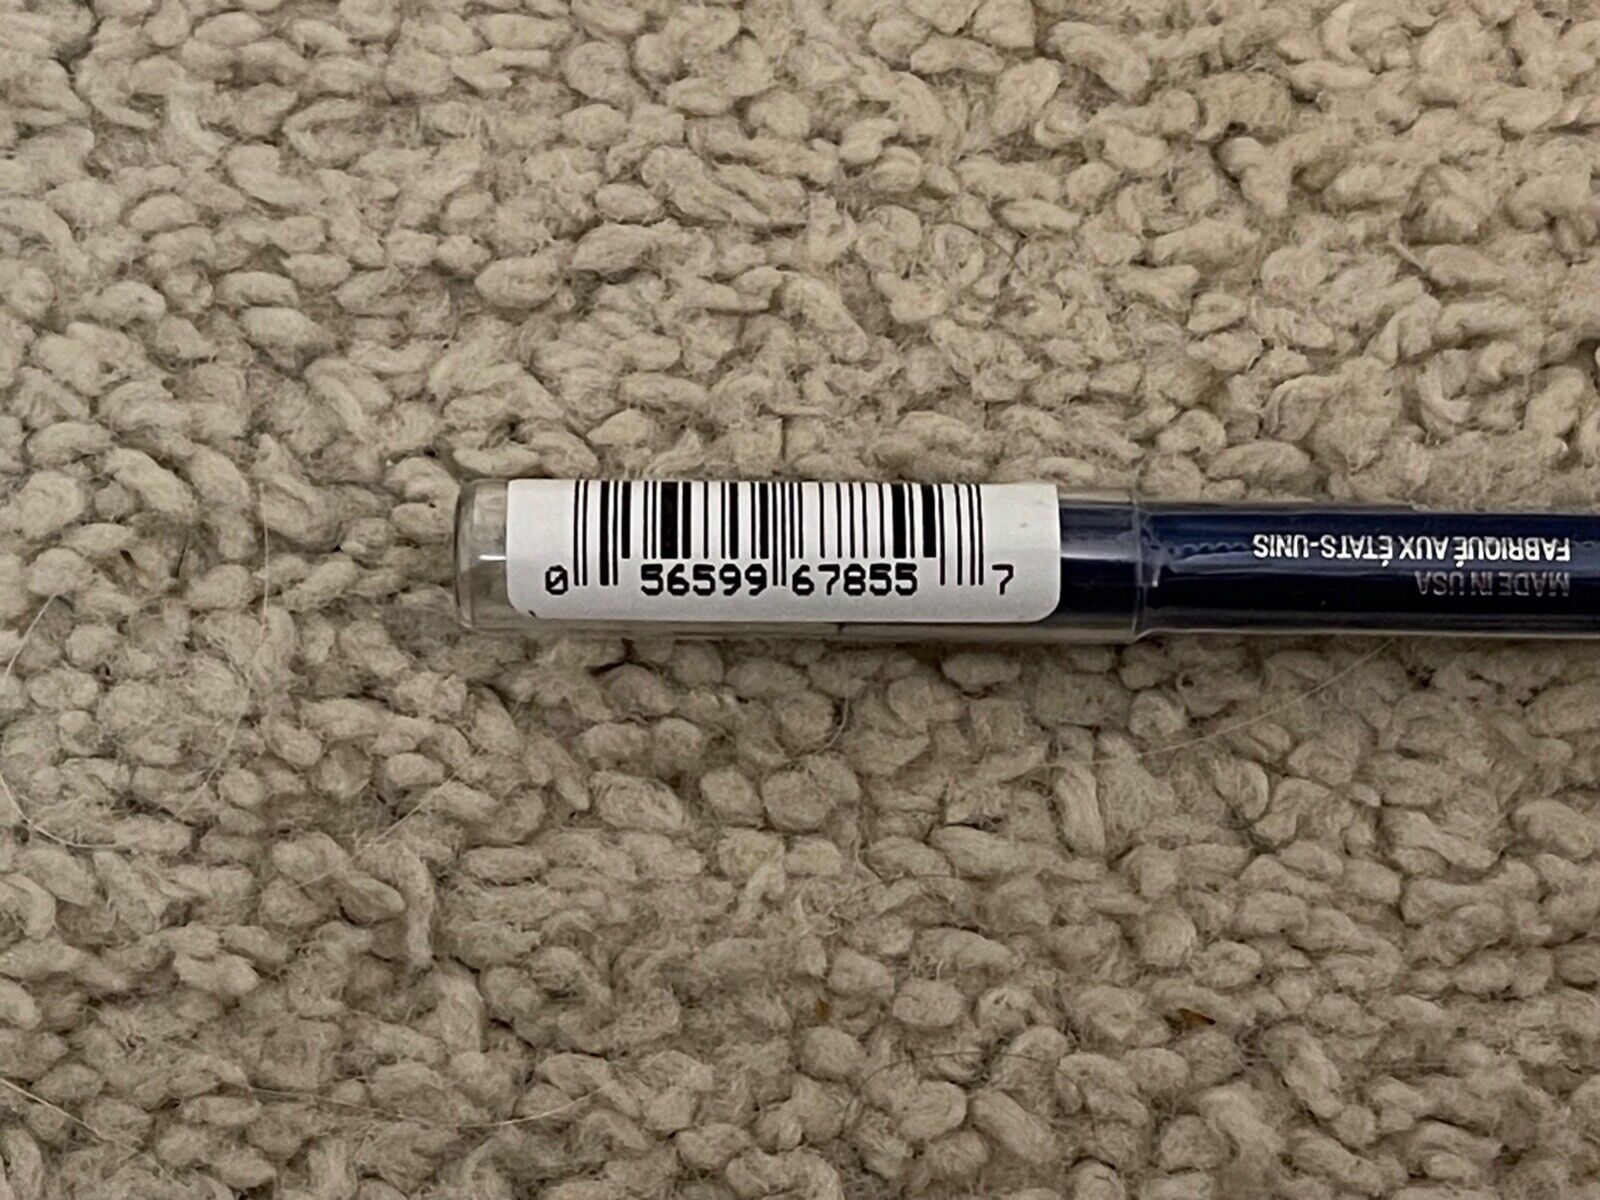 0 56599 67855 7
MADE IN USA
FABRIQUÉ AUX ÉTATS-UNIS